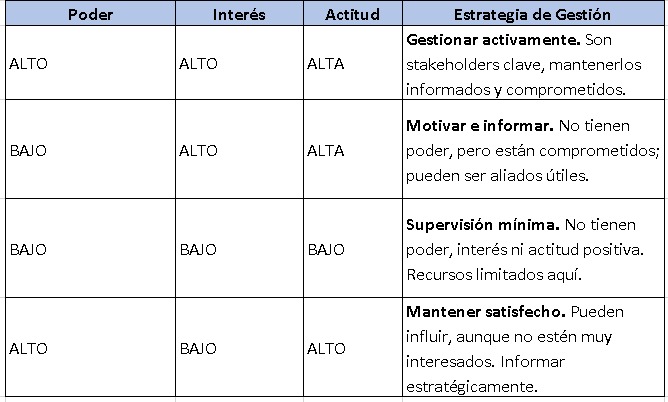 Poder Interés Actitud Estrategia de Gestión
ALTO ALTO ALTA Gestionar activamente. Son
stakeholders clave, mantenerlos
informados y comprometidos.
BAJO ALTO ALTA Motivar e informar. No tienen
poder, pero están comprometidos;
pueden ser aliados útiles.
BAJO BAJO BAJO Supervisión mínima. No tienen
poder, interés ni actitud positiva.
Recursos limitados aquí.
ALTO BAJO ALTO Mantener satisfecho. Pueden
influir, aunque no estén muy
interesados. Informar
estratégicamente.